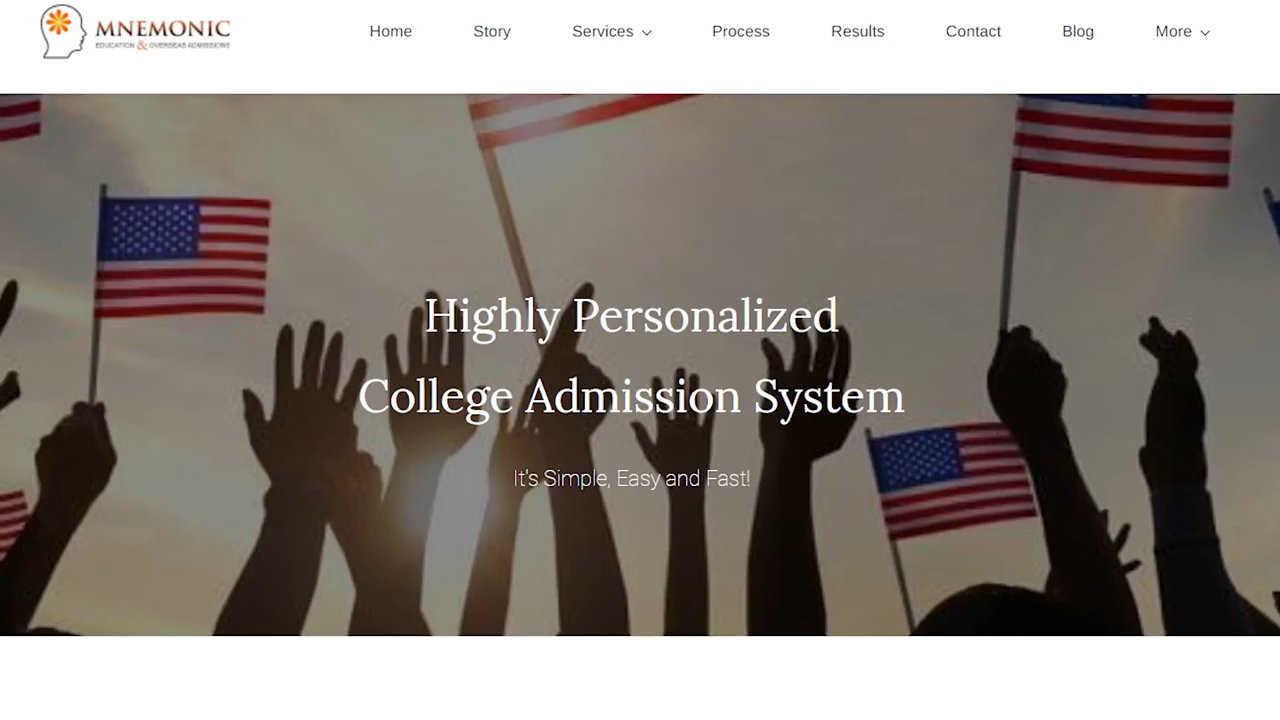 MNEMONIC
EDUCATION & OVERSEAS ADMISSIONS
Home Story Services Process Results Contact Blog More
Highly Personalized
College Admission System
It's Simple, Easy and Fast!